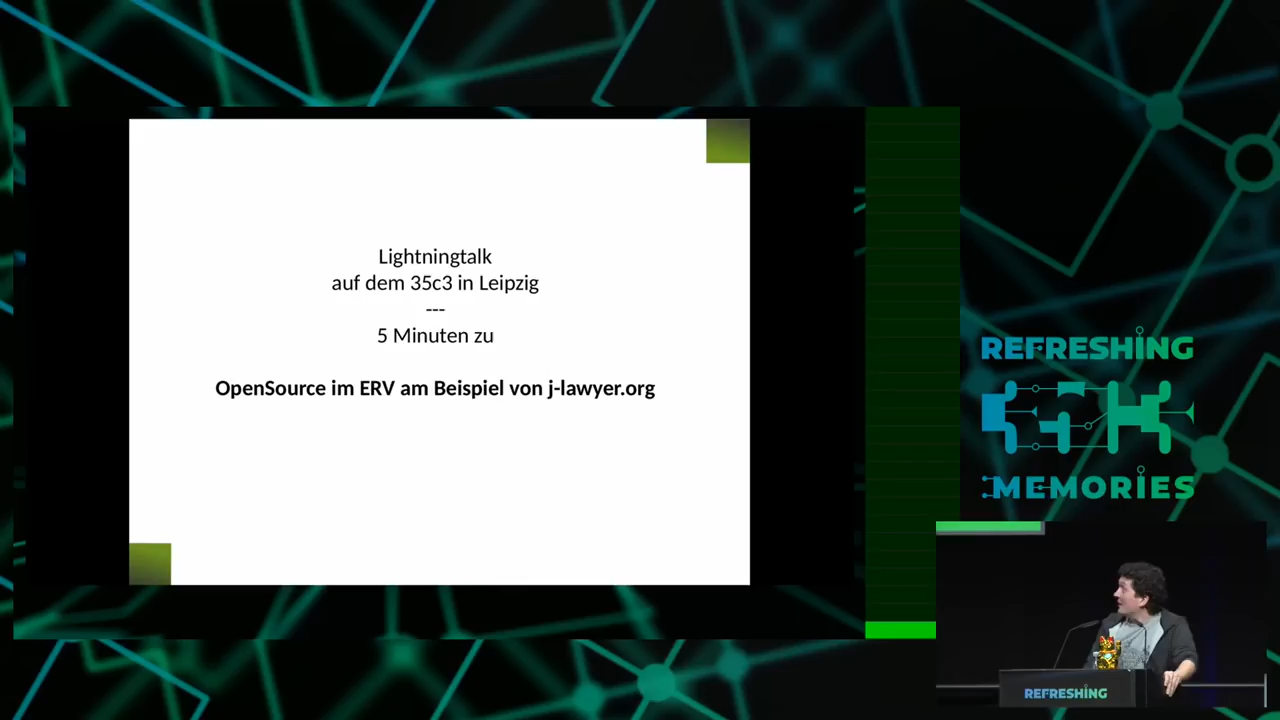 Lightningtalk
auf dem 35c3 in Leipzig
---
5 Minuten zu
OpenSource im ERV am Beispiel von j-lawyer.org
REFRESHING
35C3
MEMORIES
REFRESHING